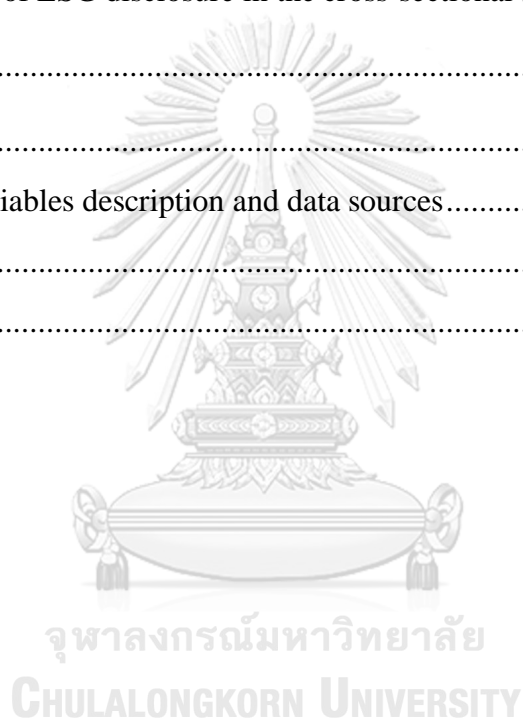 of ESG disclosure in the cross-sectional
................................................................
................................................................
iables description and data sources..........
................................................................
................................................................
จุฬาลงกรณ์มหาวิทยาลัย
CHULALONGKORN UNIVERSITY